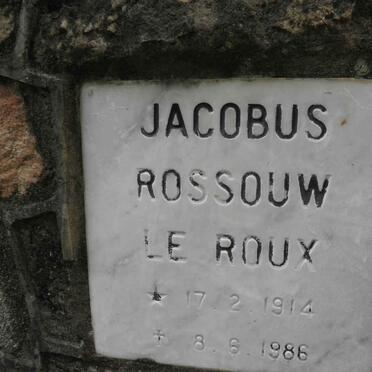 JACOBUS
ROSSOUW
LE ROUX
★ 17.2.1914
✝ 8.6.1986